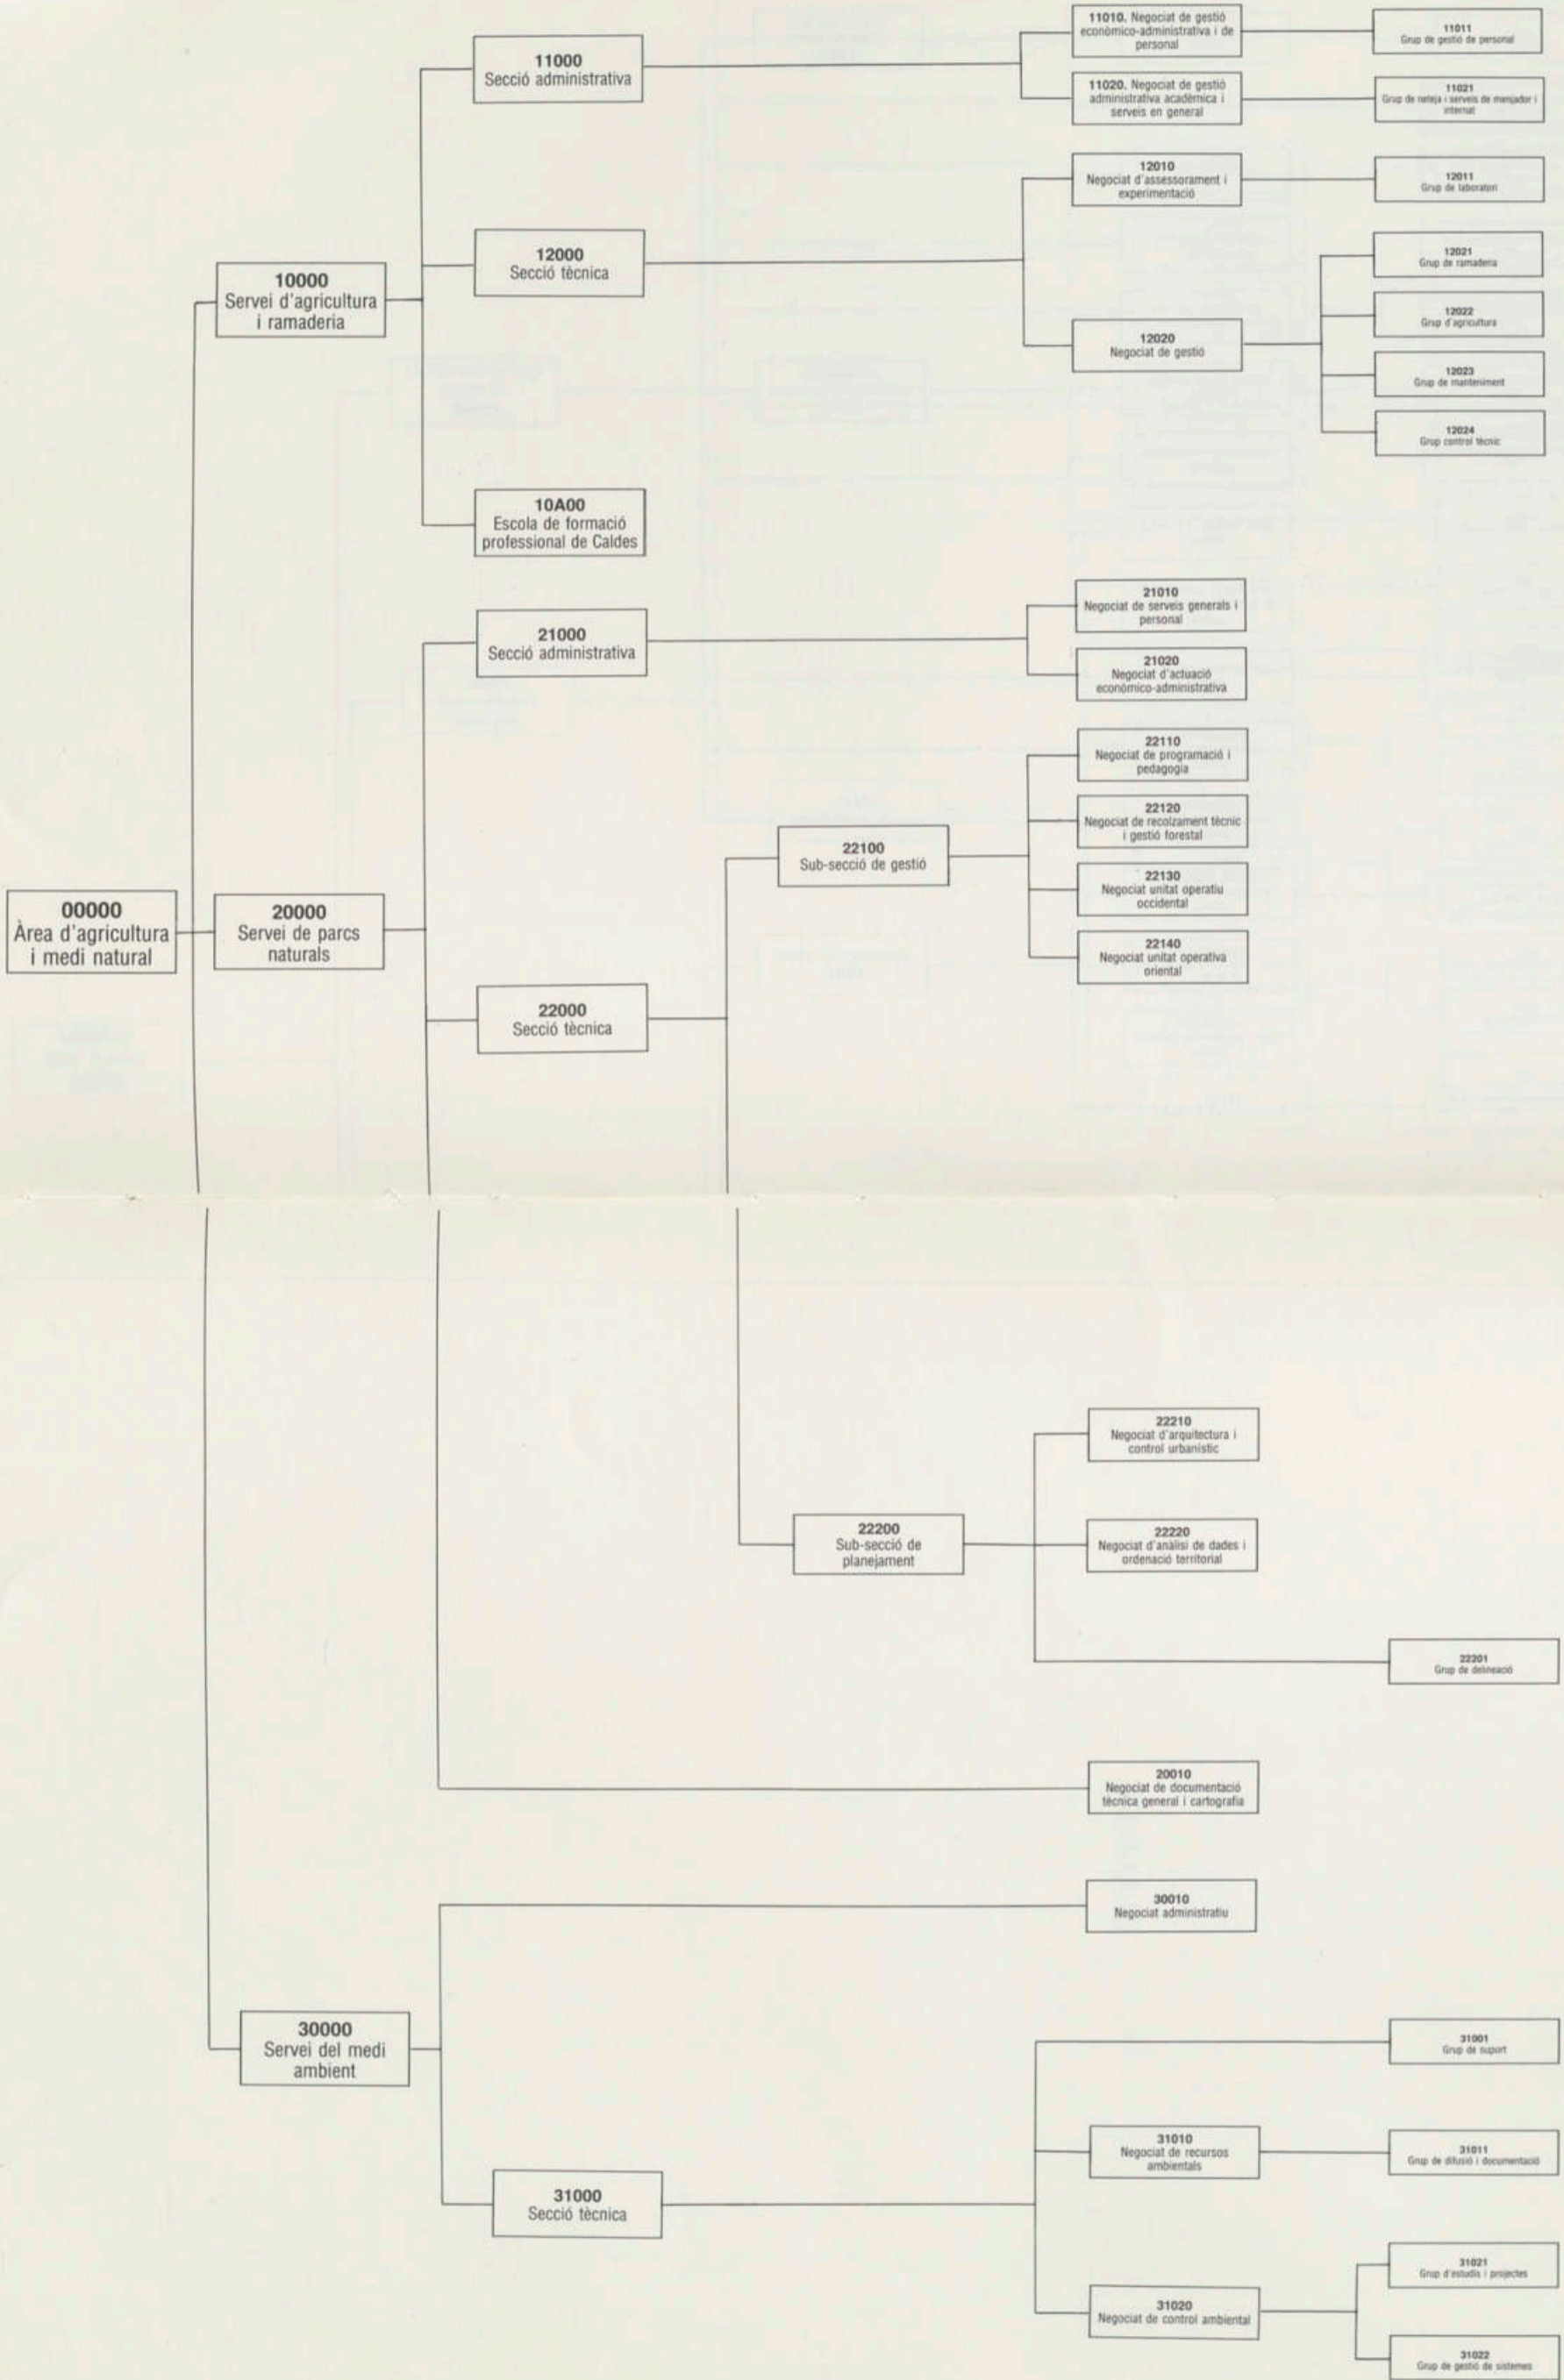 11010. Negociat de gestió
econòmico-administrativa i de
personal
11011
Grup de gestió de personal
11000
Secció administrativa
11020. Negociat de gestió
administrativa acadèmica i
serveis en general
11021
Grup de neteja i serveis de menjador i
internat
12010
Negociat d'assessorament i
experimentació
12011
Grup de laboratori
12000
Secció tècnica
12021
Grup de ramaderia
10000
Servei d'agricultura
i ramaderia
12022
Grup d'agricultura
12020
Negociat de gestió
12023
Grup de manteniment
12024
Grup control tècnic
10A00
Escola de formació
professional de Caldes
21010
Negociat de serveis generals i
personal
21000
Secció administrativa
21020
Negociat d'actuació
econòmico-administrativa
22110
Negociat de programació i
pedagogia
22120
Negociat de recolzament tècnic
i gestió forestal
22100
Sub-secció de gestió
22130
Negociat unitat operatiu
occidental
00000
Àrea d'agricultura
i medi natural
20000
Servei de parcs
naturals
22140
Negociat unitat operativa
oriental
22000
Secció tècnica
22210
Negociat d'arquitectura i
control urbanístic
22200
Sub-secció de
planejament
22220
Negociat d'anàlisi de dades i
ordenació territorial
22201
Grup de delineació
20010
Negociat de documentació
tècnica general i cartografia
30010
Negociat administratiu
30000
Servei del medi
ambient
31001
Grup de suport
31010
Negociat de recursos
ambientals
31011
Grup de difusió i documentació
31000
Secció tècnica
31021
Grup d'estudis i projectes
31020
Negociat de control ambiental
31022
Grup de gestió de sistemes